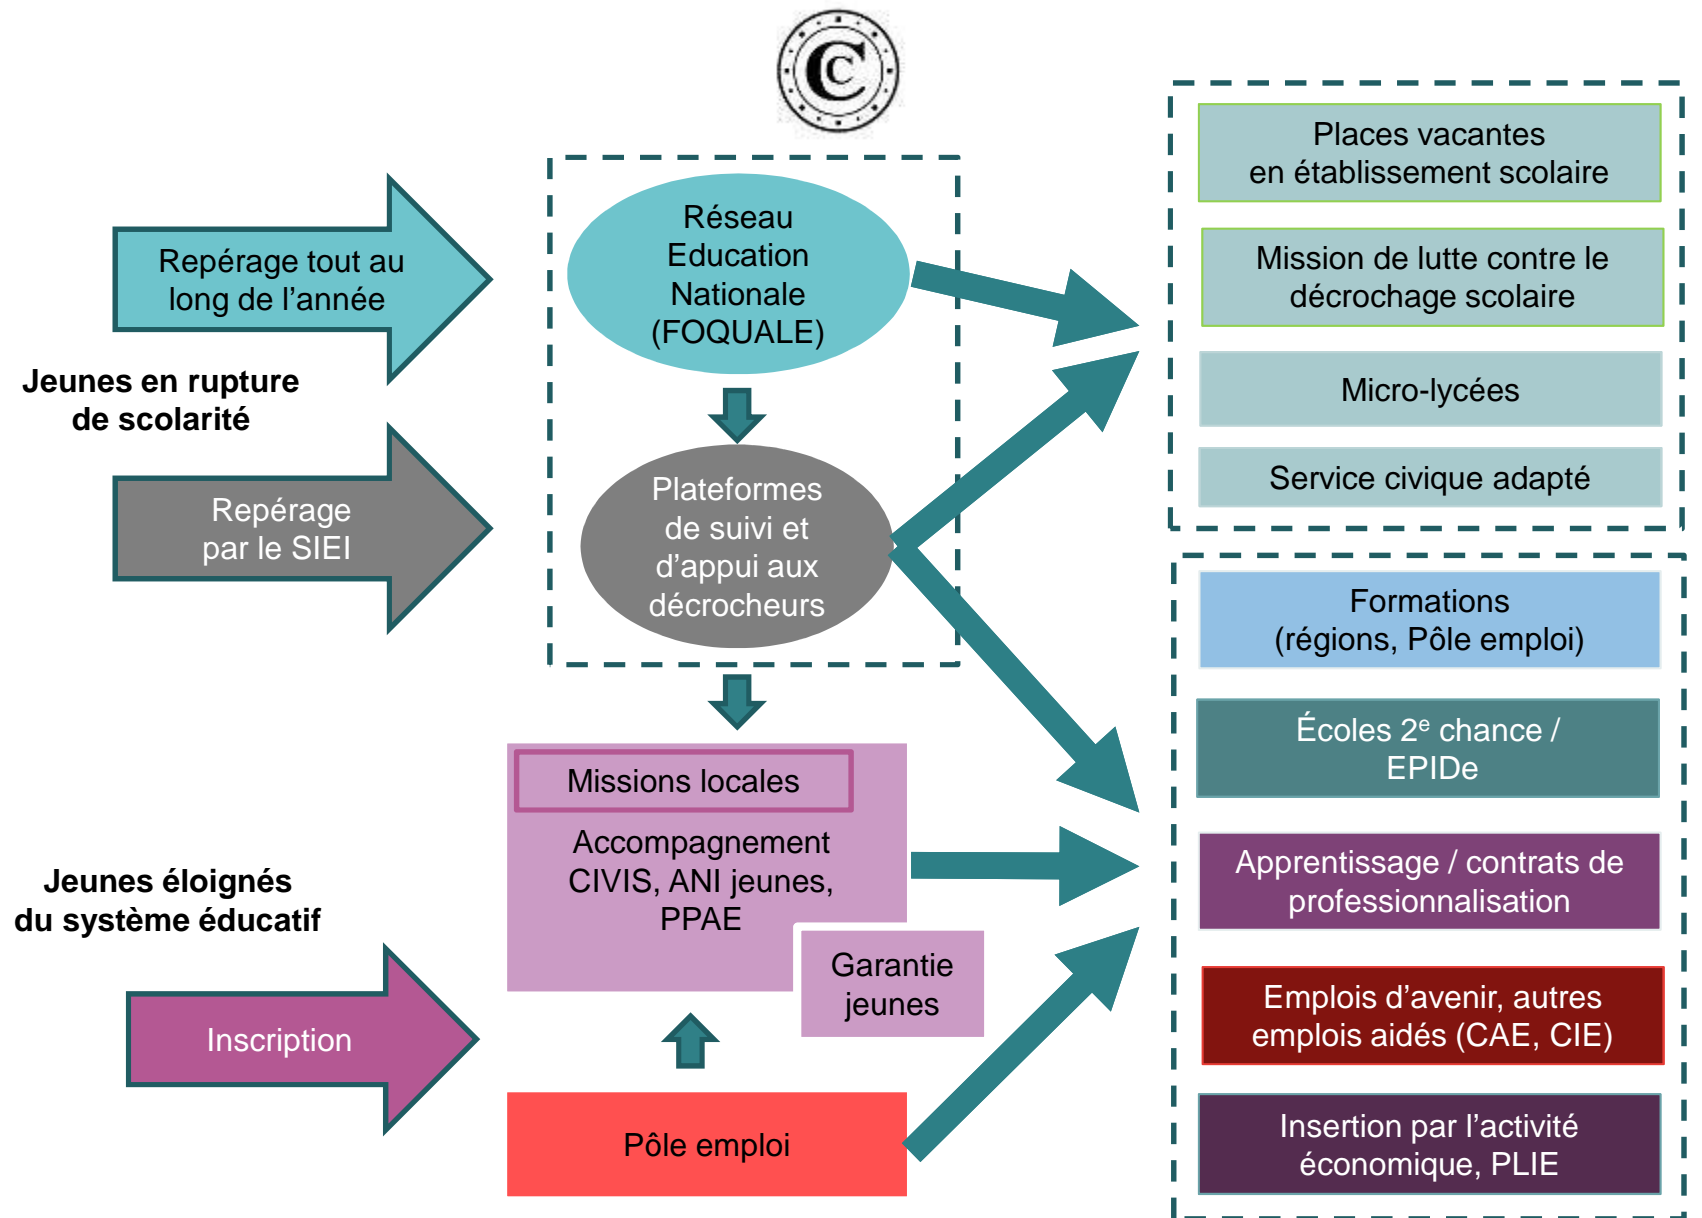 CC
Repérage tout au
long de l’année
Jeunes en rupture
de scolarité
Repérage
par le SIEI
Jeunes éloignés
du système éducatif
Inscription
Réseau
Education
Nationale
(FOQUALE)
Plateformes
de suivi et
d'appui aux
décrocheurs
Missions locales
Accompagnement
CIVIS, ANI jeunes,
PPAE
Garantie
jeunes
Pôle emploi
Places vacantes
en établissement scolaire
Mission de lutte contre le
décrochage scolaire
Micro-lycées
Service civique adapté
Formations
(régions, Pôle emploi)
Écoles 2e chance /
EPIDe
Apprentissage / contrats de
professionnalisation
Emplois d’avenir, autres
emplois aidés (CAE, CIE)
Insertion par l’activité
économique, PLIE